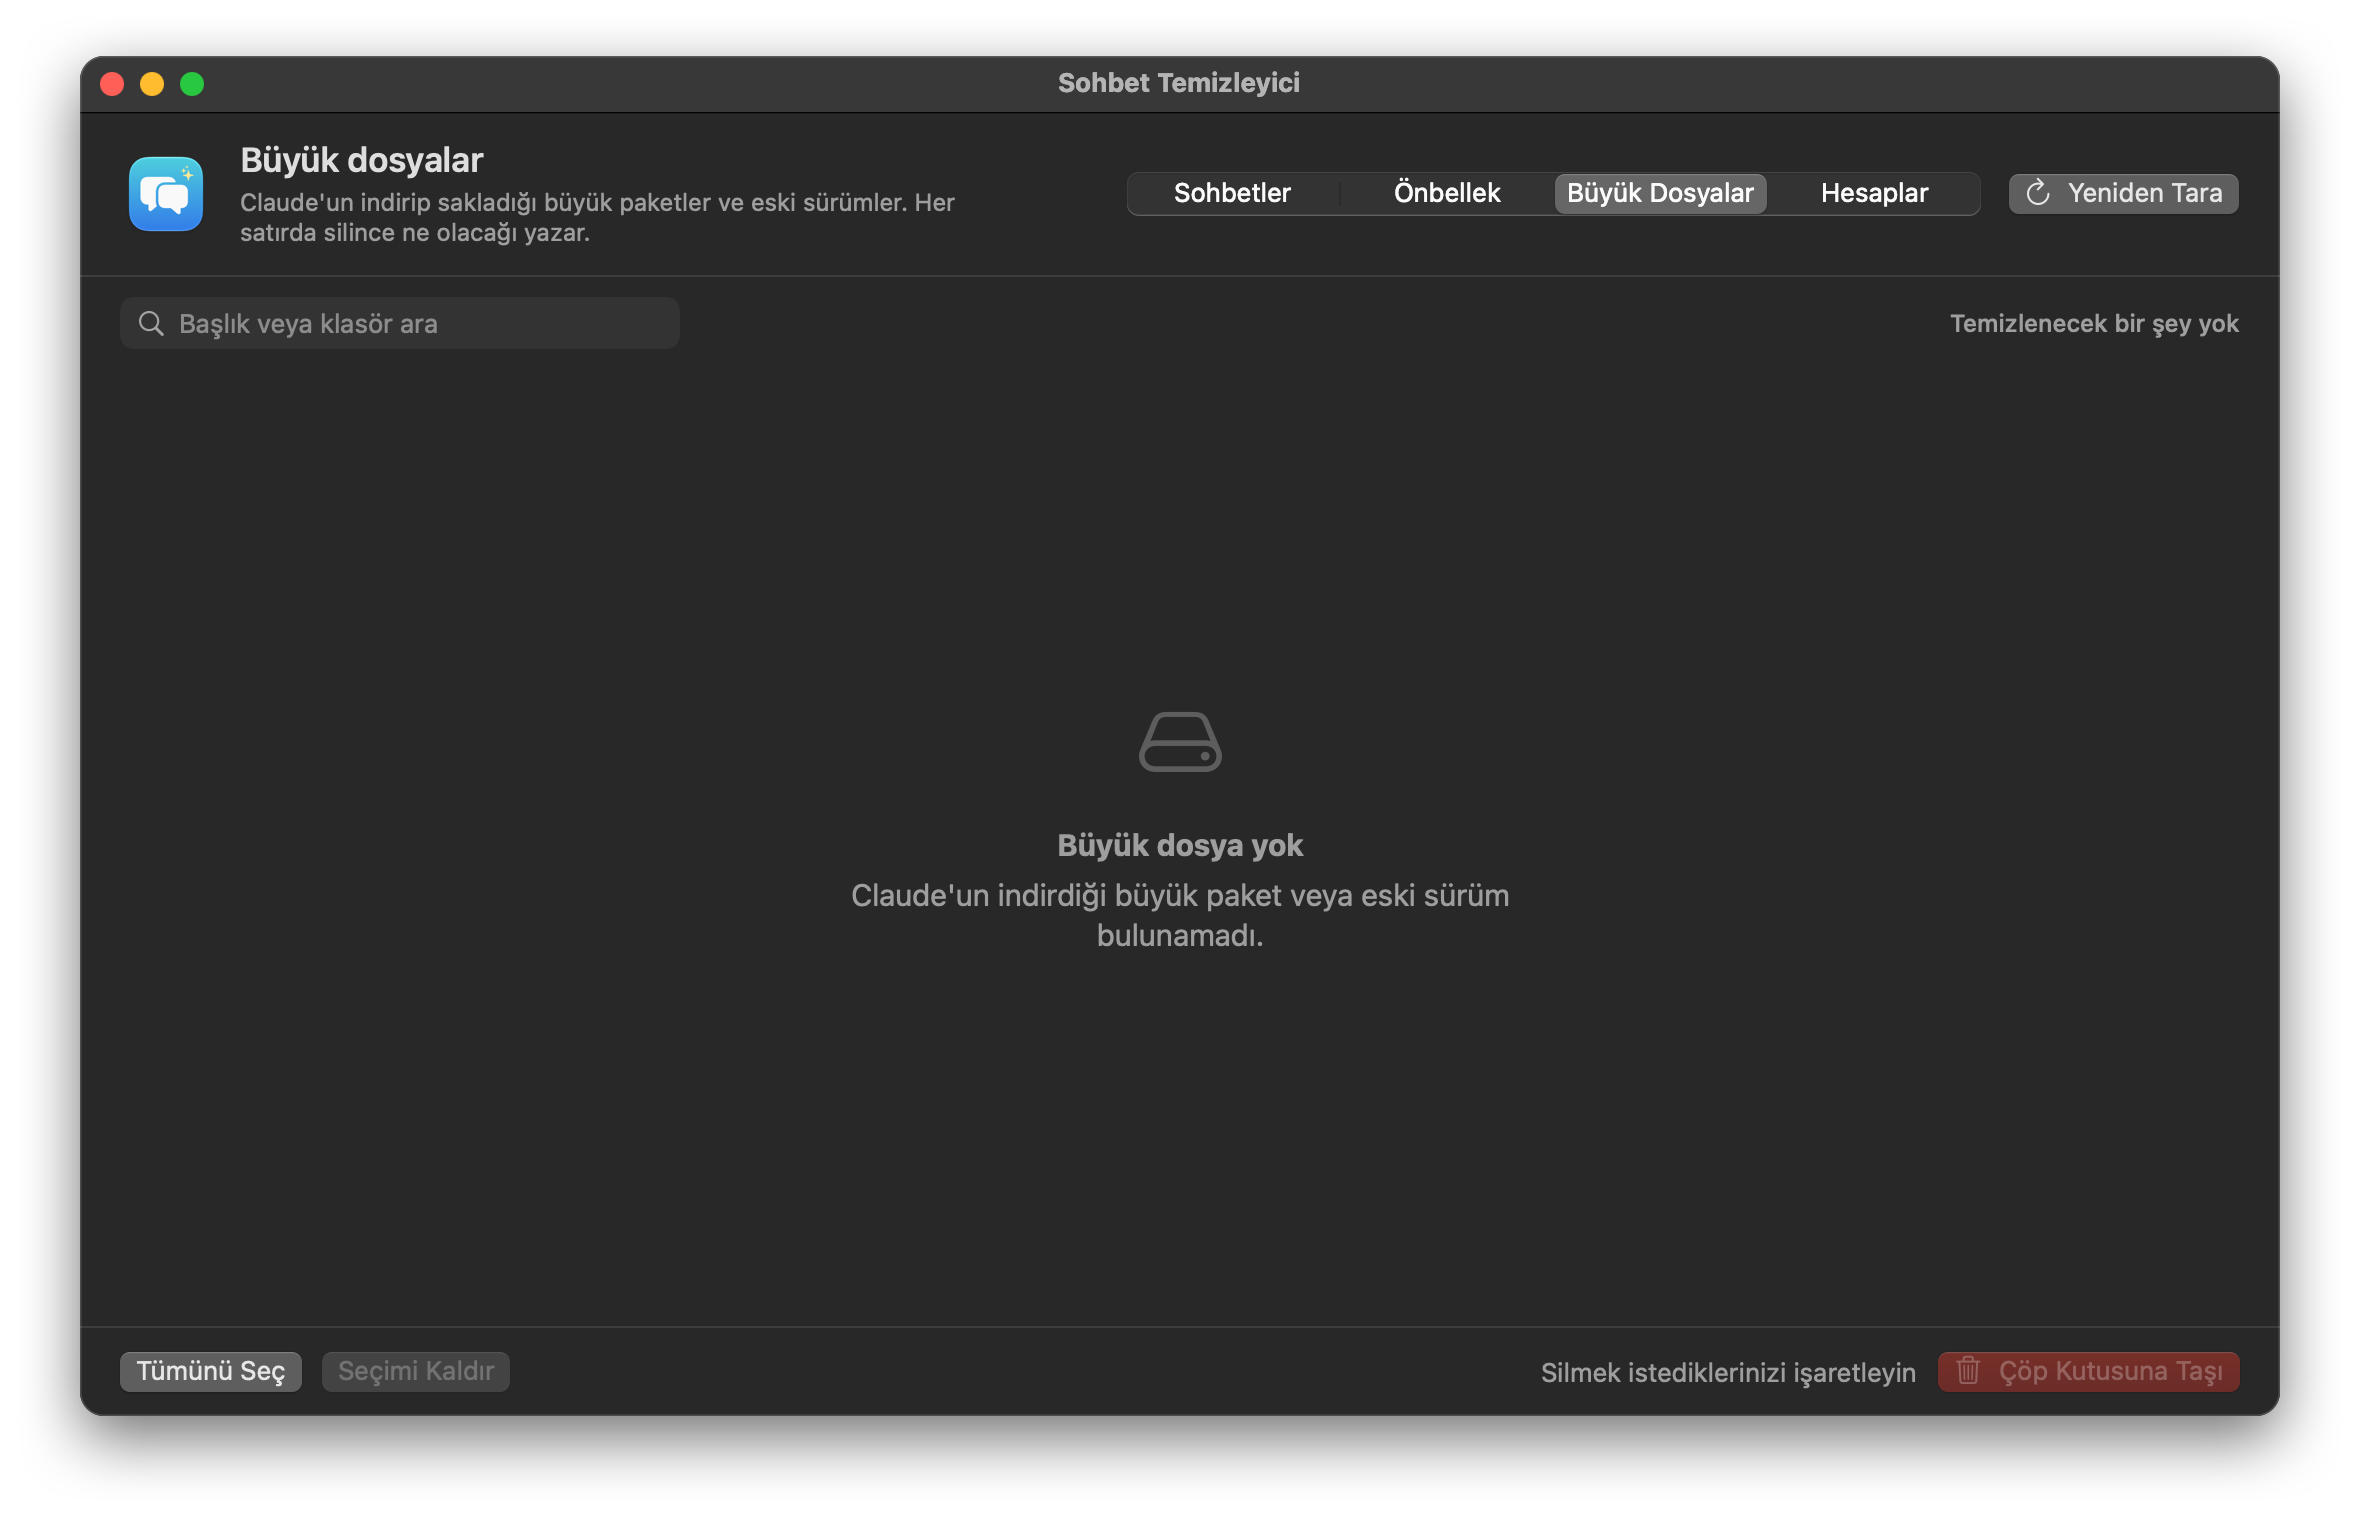 Sohbet Temizleyici
Büyük dosyalar
Claude'un indirip sakladığı büyük paketler ve eski sürümler. Her
satırda silince ne olacağı yazar.
Sohbetler
Önbellek
Büyük Dosyalar
Hesaplar
Yeniden Tara
Başlık veya klasör ara
Temizlenecek bir şey yok
Büyük dosya yok
Claude'un indirdiği büyük paket veya eski sürüm
bulunamadı.
Tümünü Seç
Seçimi Kaldır
Silmek istediklerinizi işaretleyin
Çöp Kutusuna Taşı